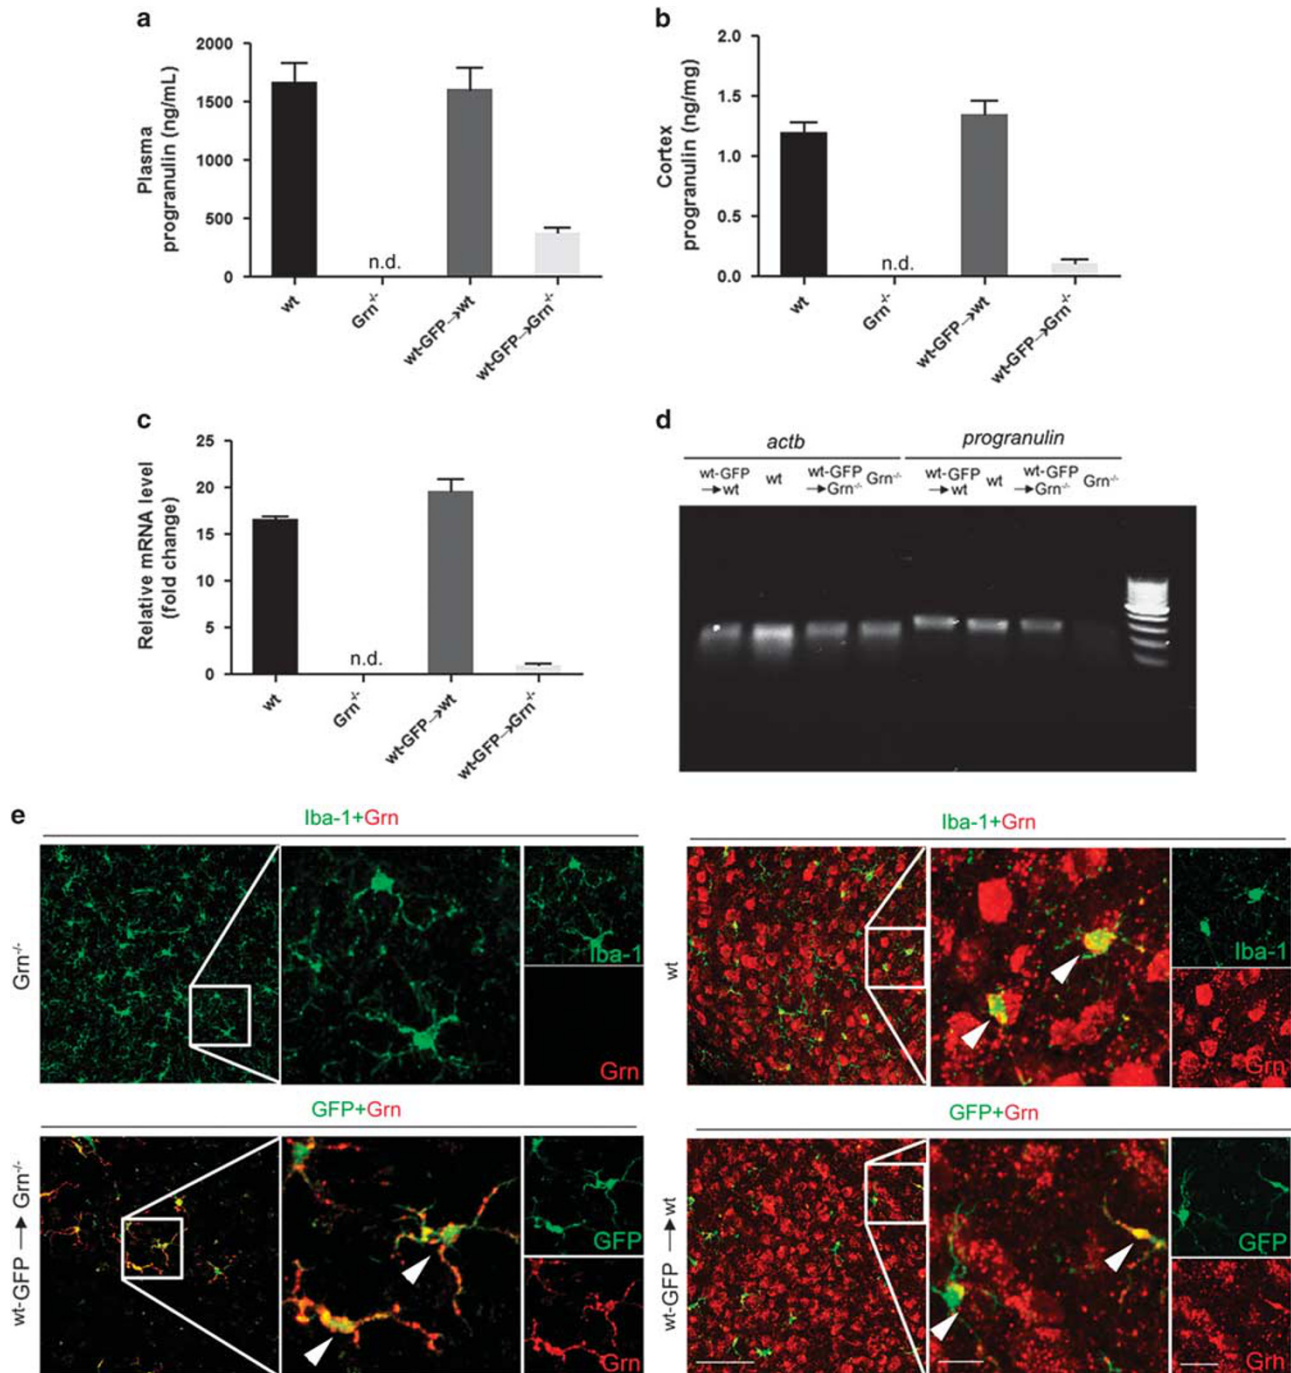 a
Plasma
progranulin (ng/mL)
2000
1500
1000
500
0
n.d.
wt
Grn-/-
wt-GFP→wt
wt-GFP→Grn-/-
b
Cortex
progranulin (ng/mg)
2.0
1.5
1.0
0.5
0.0
n.d.
wt
Grn-/-
wt-GFP→wt
wt-GFP→Grn-/-
c
Relative mRNA level
(fold change)
25
20
15
10
5
0
n.d.
wt
Grn-/-
wt-GFP→wt
wt-GFP→Grn-/-
d
actb
progranulin
wt-GFP
→wt
wt
wt-GFP
→Grn-/-
Grn-/-
wt-GFP
→wt
wt
wt-GFP
→Grn-/-
Grn-/-
e
Iba-1+Grn
Grn-/-
Iba-1
Grn
Iba-1+Grn
wt
Iba-1
Grn
GFP+Grn
wt-GFP → Grn-/-
GFP
Grn
GFP+Grn
wt-GFP → wt
GFP
Grn